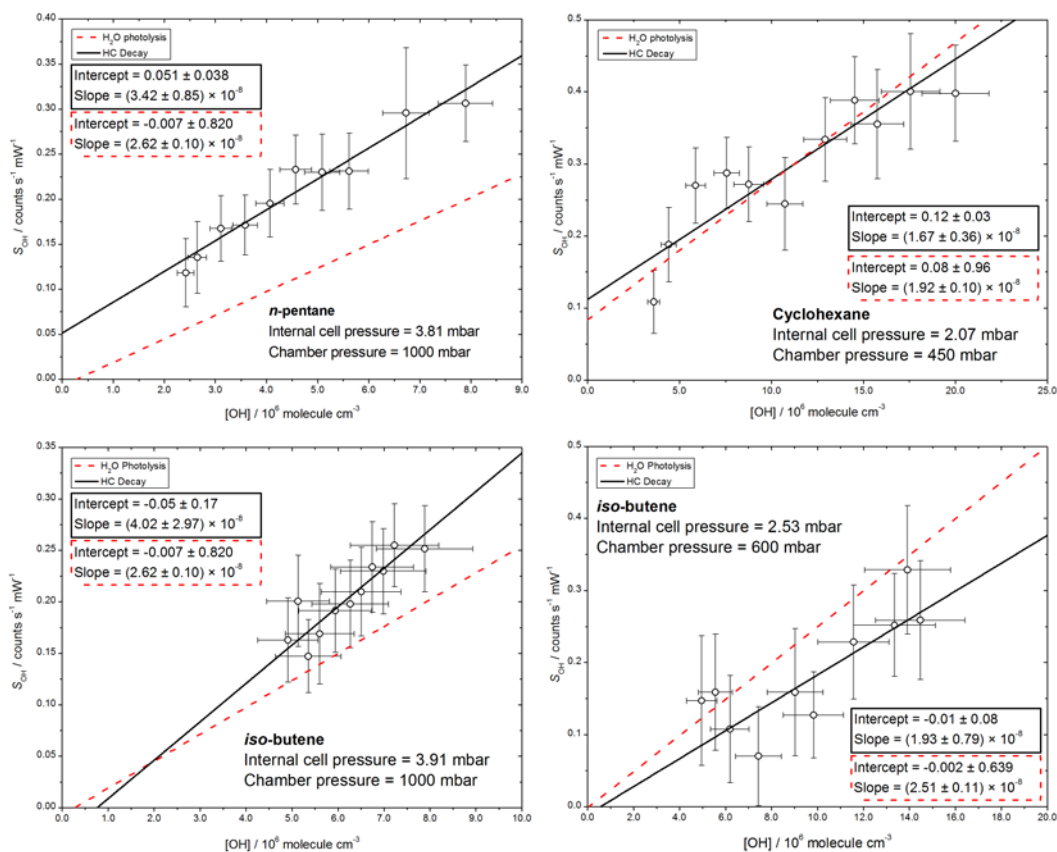 H2O photolysis
HC Decay
Intercept = 0.051 ± 0.038
Slope = (3.42 ± 0.85) × 10-8
Intercept = -0.007 ± 0.820
Slope = (2.62 ± 0.10) × 10-8
n-pentane
Internal cell pressure = 3.81 mbar
Chamber pressure = 1000 mbar
SOH / counts s-1 mW-1
0.40
0.35
0.30
0.25
0.20
0.15
0.10
0.05
0.00
0.0 1.0 2.0 3.0 4.0 5.0 6.0 7.0 8.0 9.0
[OH] / 106 molecule cm-3
H2O photolysis
HC Decay
Intercept = 0.12 ± 0.03
Slope = (1.67 ± 0.36) × 10-8
Intercept = 0.08 ± 0.96
Slope = (1.92 ± 0.10) × 10-8
Cyclohexane
Internal cell pressure = 2.07 mbar
Chamber pressure = 450 mbar
SOH / counts s-1 mW-1
0.5
0.4
0.3
0.2
0.1
0.0
0.0 5.0 10.0 15.0 20.0 25.0
[OH] / 106 molecule cm-3
H2O Photolysis
HC Decay
Intercept = -0.05 ± 0.17
Slope = (4.02 ± 2.97) × 10-8
Intercept = -0.007 ± 0.820
Slope = (2.62 ± 0.10) × 10-8
iso-butene
Internal cell pressure = 3.91 mbar
Chamber pressure = 1000 mbar
SOH / counts s-1 mW-1
0.35
0.30
0.25
0.20
0.15
0.10
0.05
0.00
0.0 1.0 2.0 3.0 4.0 5.0 6.0 7.0 8.0 9.0 10.0
[OH] / 106 molecule cm-3
H2O Photolysis
HC Decay
iso-butene
Internal cell pressure = 2.53 mbar
Chamber pressure = 600 mbar
Intercept = -0.01 ± 0.08
Slope = (1.93 ± 0.79) × 10-8
Intercept = -0.002 ± 0.639
Slope = (2.51 ± 0.11) × 10-8
SOH / counts s-1 mW-1
0.5
0.4
0.3
0.2
0.1
0.0
0.0 2.0 4.0 6.0 8.0 10.0 12.0 14.0 16.0 18.0 20.0
[OH] / 106 molecule cm-3